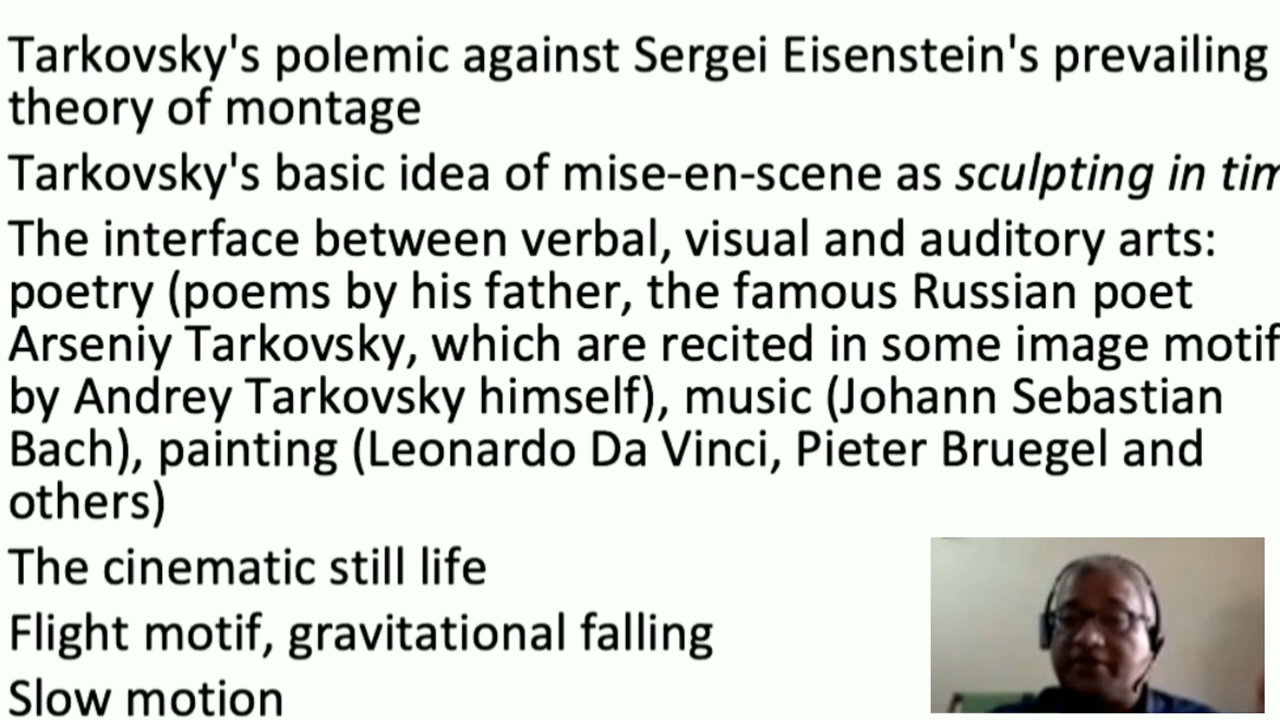 Tarkovsky's polemic against Sergei Eisenstein's prevailing
theory of montage
Tarkovsky's basic idea of mise-en-scene as sculpting in tim
The interface between verbal, visual and auditory arts:
poetry (poems by his father, the famous Russian poet
Arseniy Tarkovsky, which are recited in some image motif
by Andrey Tarkovsky himself), music (Johann Sebastian
Bach), painting (Leonardo Da Vinci, Pieter Bruegel and
others)
The cinematic still life
Flight motif, gravitational falling
Slow motion